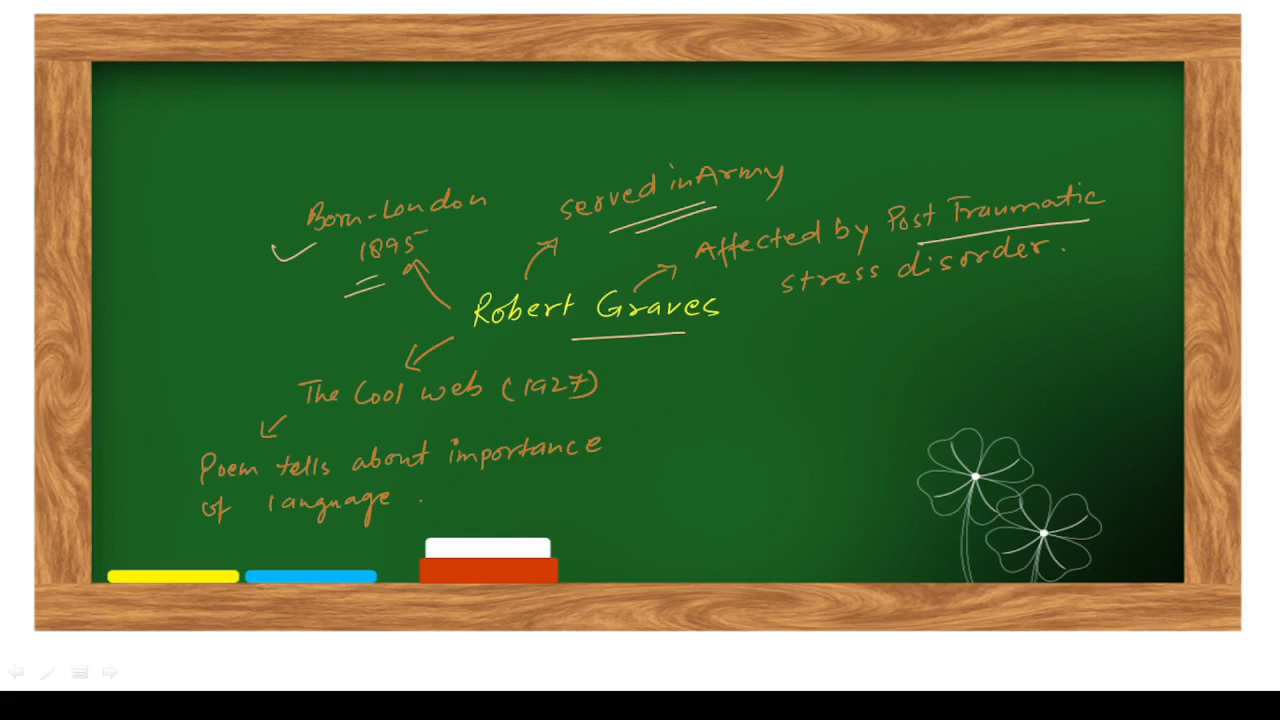 Born-London
1895
served in Army
Affected by Post Traumatic
stress disorder.
Robert Graves
The Cool web (1927)
Poem tells about importance
of language.